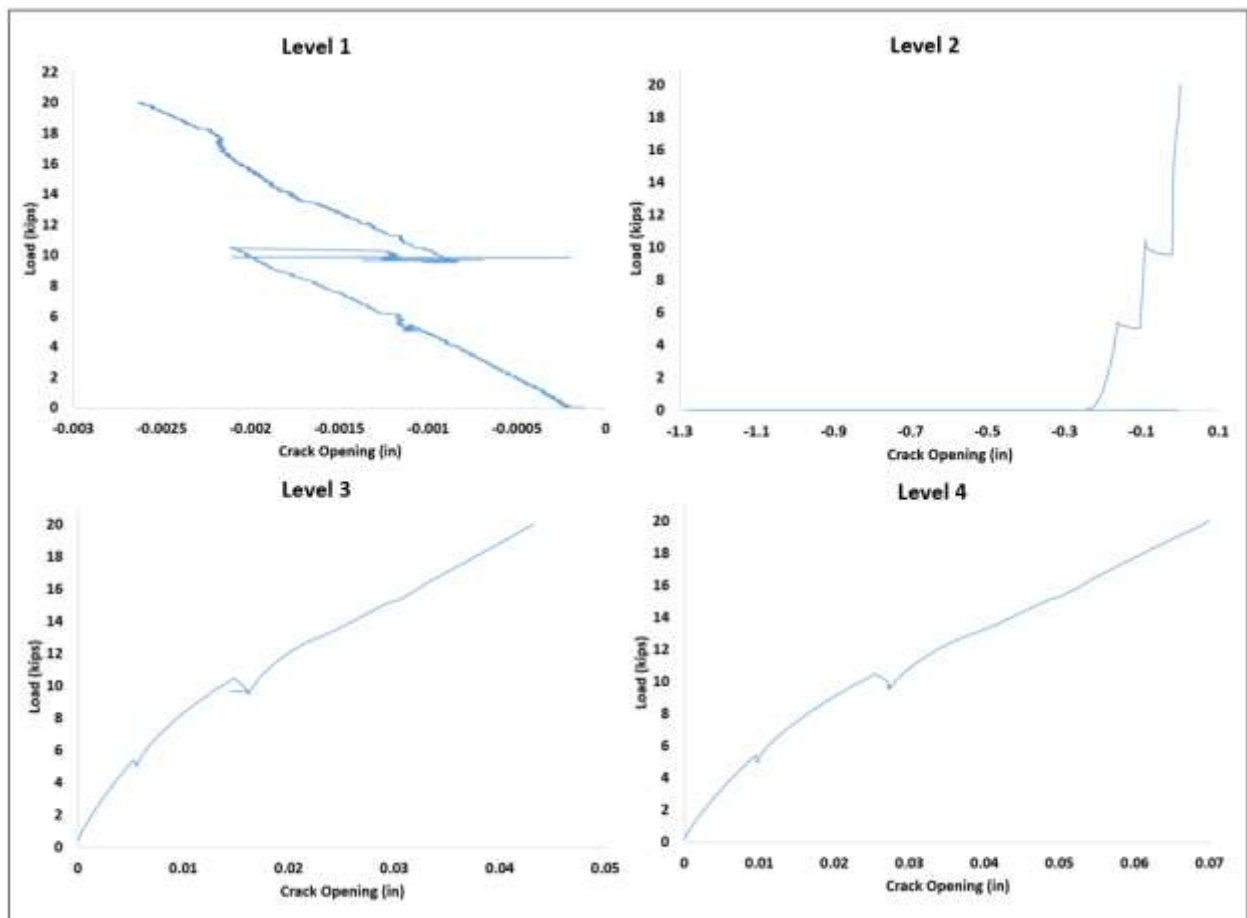 Level 1
22
20
18
16
14
12
10
8
6
4
2
0
Load (kips)
-0.003 -0.0025 -0.002 -0.0015 -0.001 -0.0005 0
Crack Opening (in)
Level 2
20
18
16
14
12
10
8
6
4
2
0
Load (kips)
-1.3 -1.1 -0.9 -0.7 -0.5 -0.3 -0.1 0.1
Crack Opening (in)
Level 3
20
18
16
14
12
10
8
6
4
2
0
Load (kips)
0 0.01 0.02 0.03 0.04 0.05
Crack Opening (in)
Level 4
20
18
16
14
12
10
8
6
4
2
0
Load (kips)
0 0.01 0.02 0.03 0.04 0.05 0.06 0.07
Crack Opening (in)